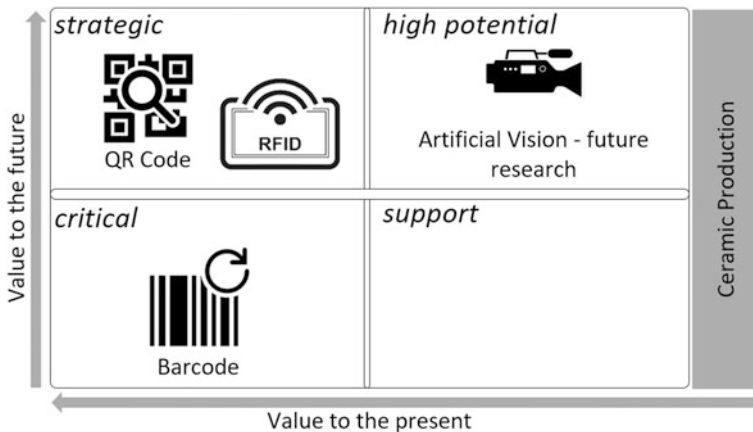 strategic
high potential
RFID
QR Code
Artificial Vision - future
research
critical
support
Barcode
Value to the future
Value to the present
Ceramic Production